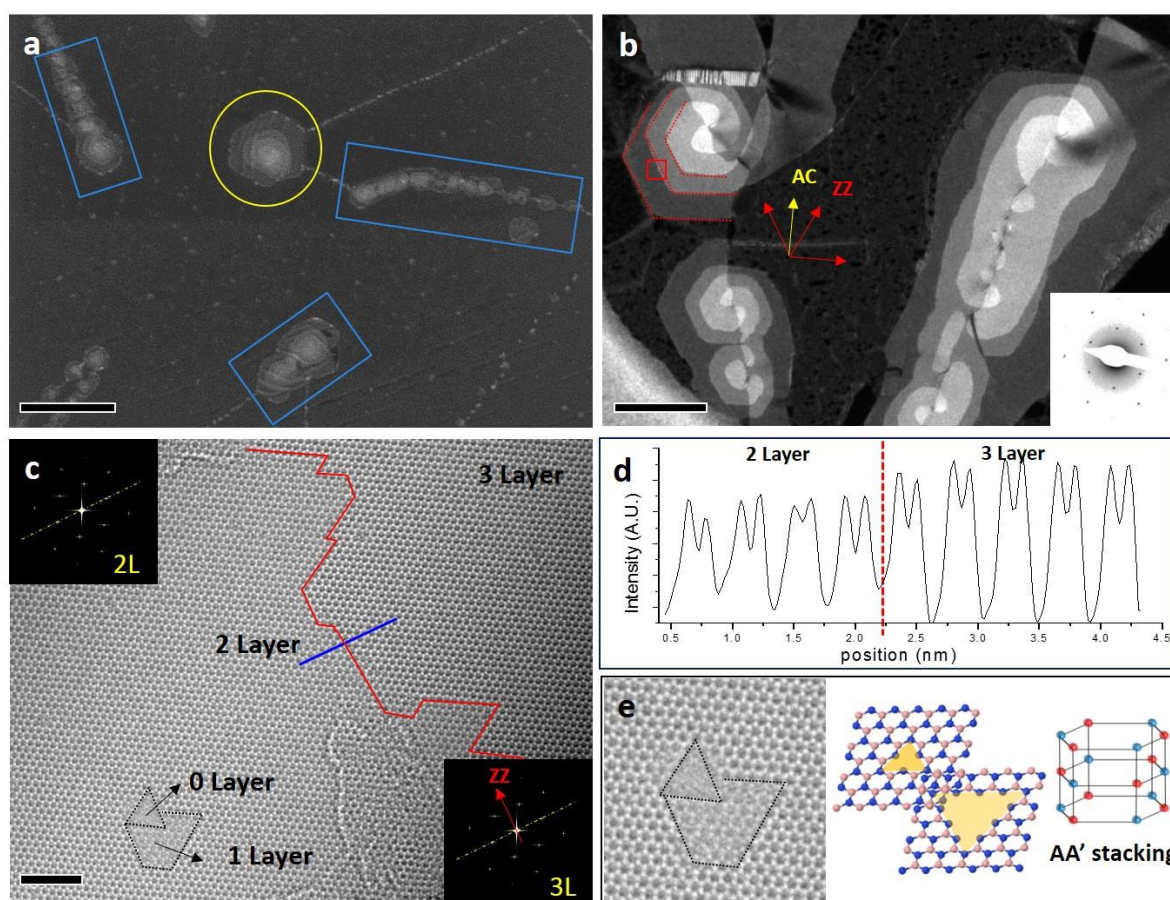 a
b
AC
ZZ
c
3 Layer
2L
2 Layer
0 Layer
1 Layer
ZZ
3L
d
2 Layer
3 Layer
Intensity (A.U.)
0.5 1.0 1.5 2.0 2.5 3.0 3.5 4.0 4.5
position (nm)
e
AA’ stacking